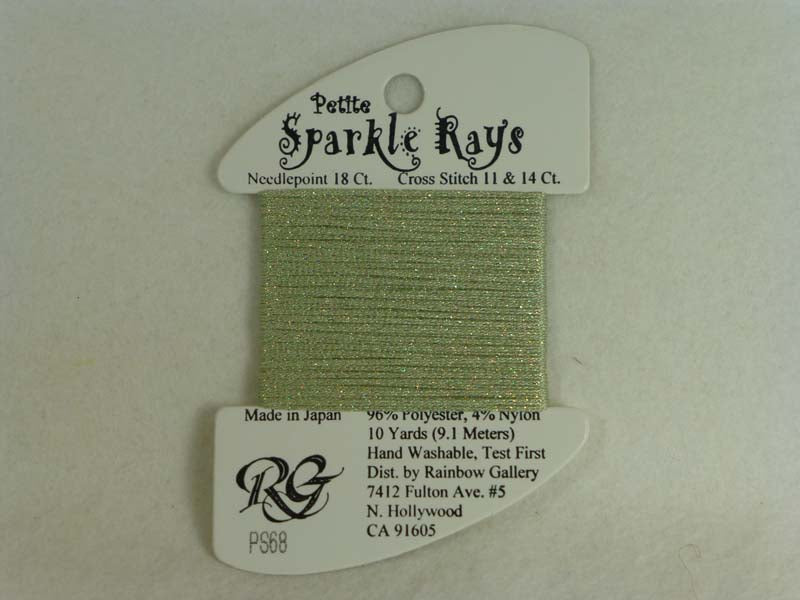 Petite
Sparkle Rays
Needlepoint 18 Ct. Cross Stitch 11 & 14 Ct.
Made in Japan
96% Polyester, 4% Nylon
10 Yards (9.1 Meters)
Hand Washable, Test First
Dist. by Rainbow Gallery
7412 Fulton Ave. #5
N. Hollywood
CA 91605
RG
PS68